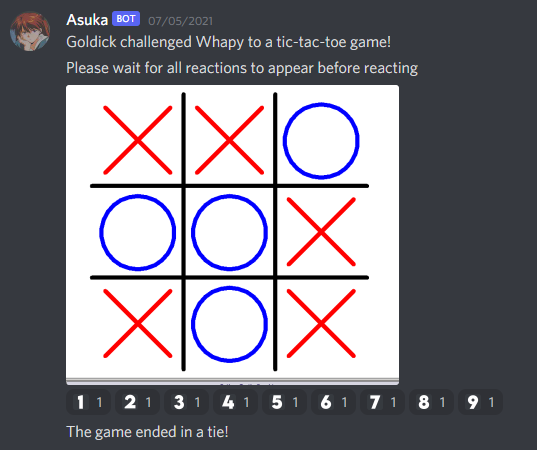 Asuka BOT 07/05/2021
Goldick challenged Whapy to a tic-tac-toe game!
Please wait for all reactions to appear before reacting
1 1 2 1 3 1 4 1 5 1 6 1 7 1 8 1 9 1
The game ended in a tie!